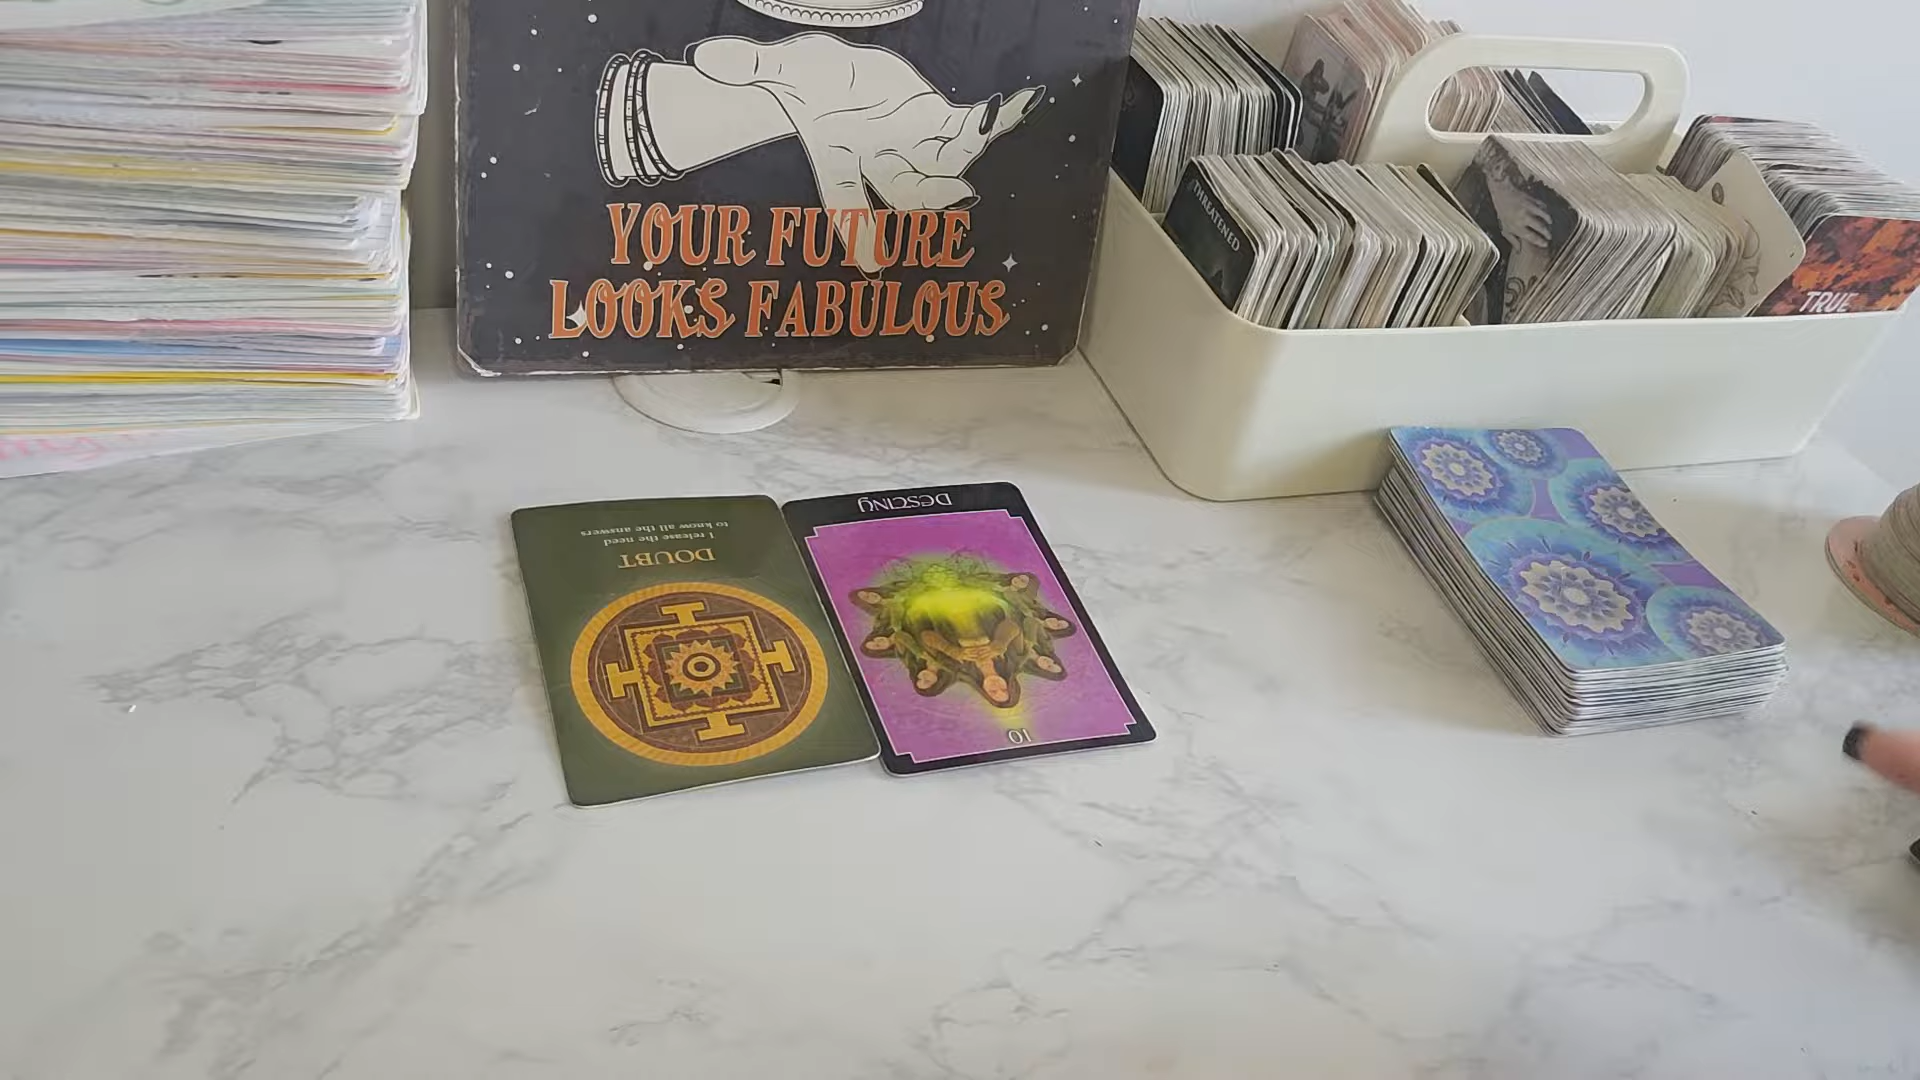 YOUR FUTURE
LOOKS FABULOUS
THREATENED
TRUE
DOUBT
I release the need
to know all the answers
DESTINY
10